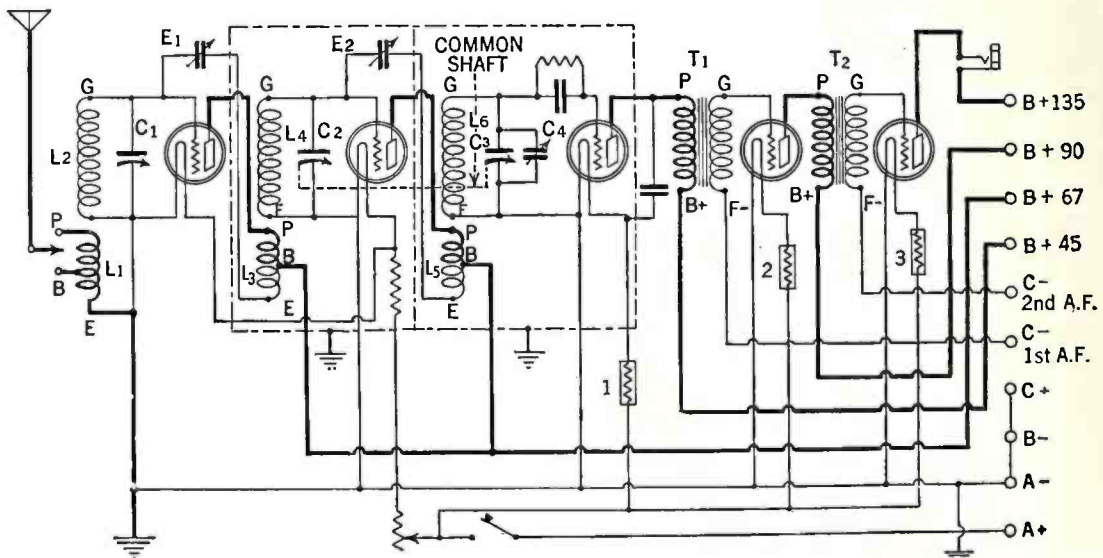 E1
E2
COMMON
SHAFT
T1
T2
G
G
G
P
G
P
G
C1
L2
L4
C2
L6
C3
C4
B+135
B+90
B+67
B+45
C-
2nd A.F.
C-
1st A.F.
C+
B-
A-
A+
F
F
B+
F-
B+
P
L1
B
E
P
B
L3
E
P
B
L5
E
1
2
3